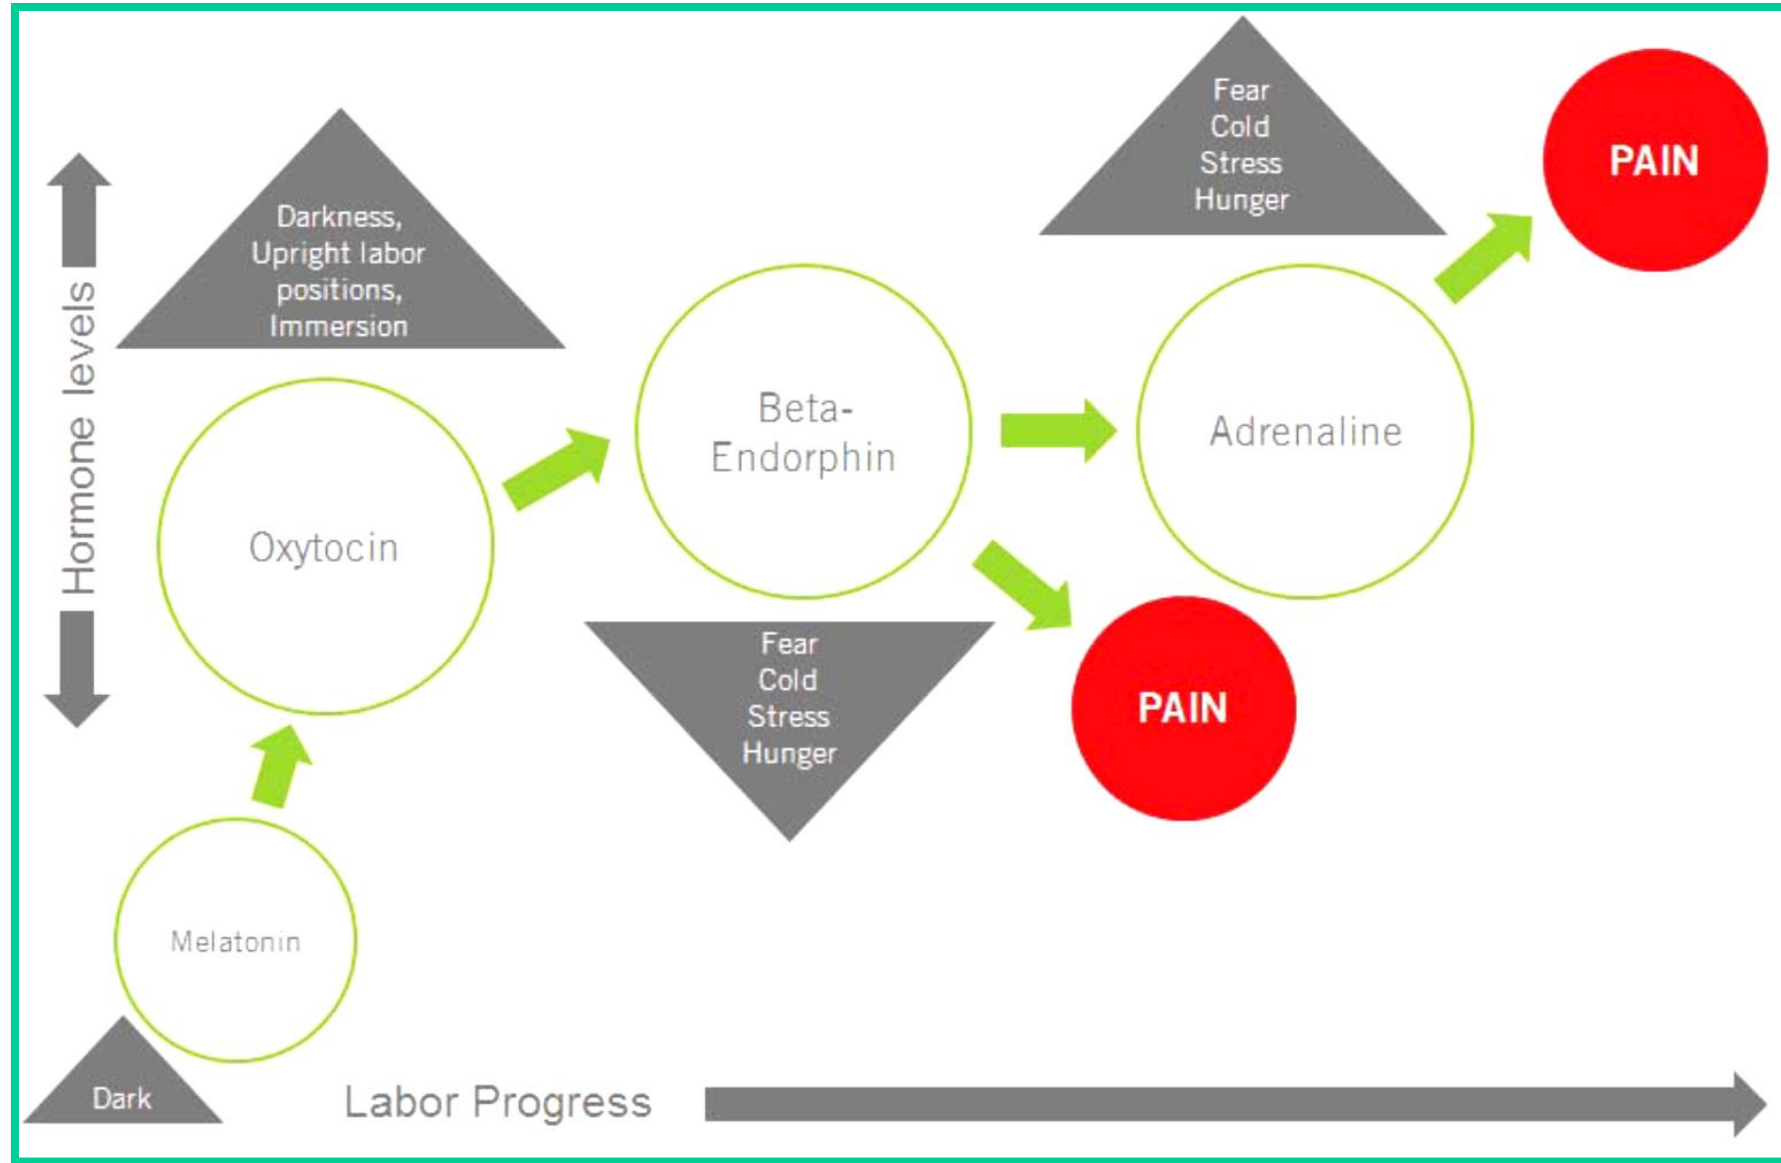 Fear
Cold
Stress
Hunger
PAIN
Darkness,
Upright labor
positions,
Immersion
Hormone levels
Beta-
Endorphin
Adrenaline
Oxytocin
Fear
Cold
Stress
Hunger
PAIN
Melatonin
Dark
Labor Progress